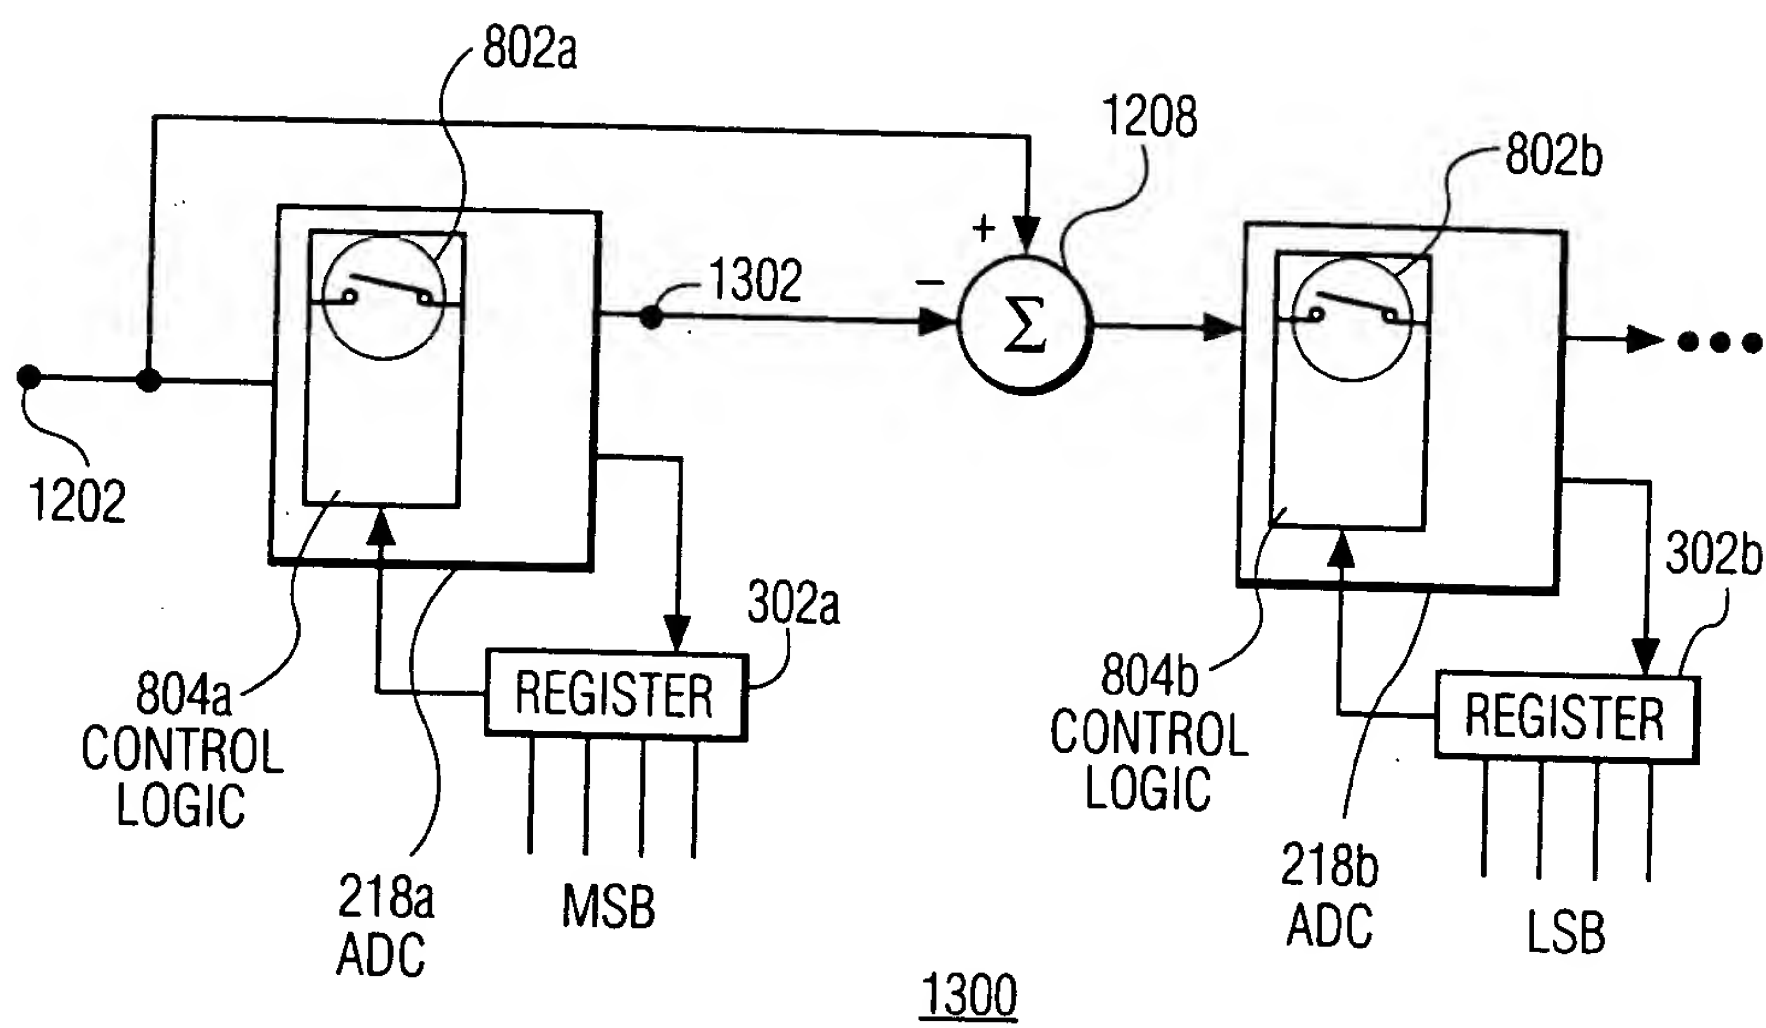 802a
1208
802b
+
−
1302
Σ
1202
302a
302b
REGISTER
804a
CONTROL
LOGIC
804b
CONTROL
LOGIC
REGISTER
218a
ADC
MSB
218b
ADC
LSB
1300